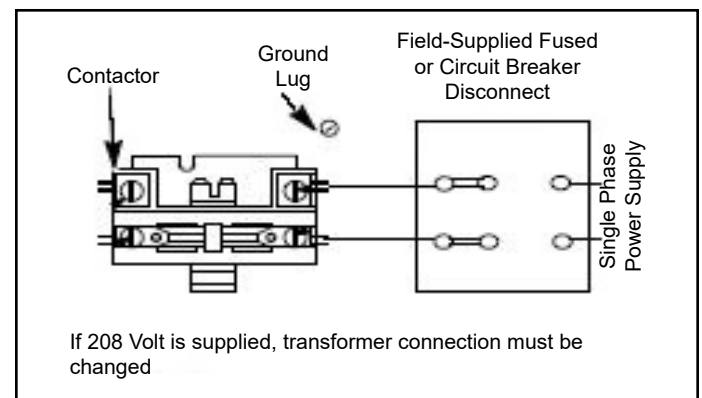 Contactor
Ground
Lug
Field-Supplied Fused
or Circuit Breaker
Disconnect
Single Phase
Power Supply
If 208 Volt is supplied, transformer connection must be
changed